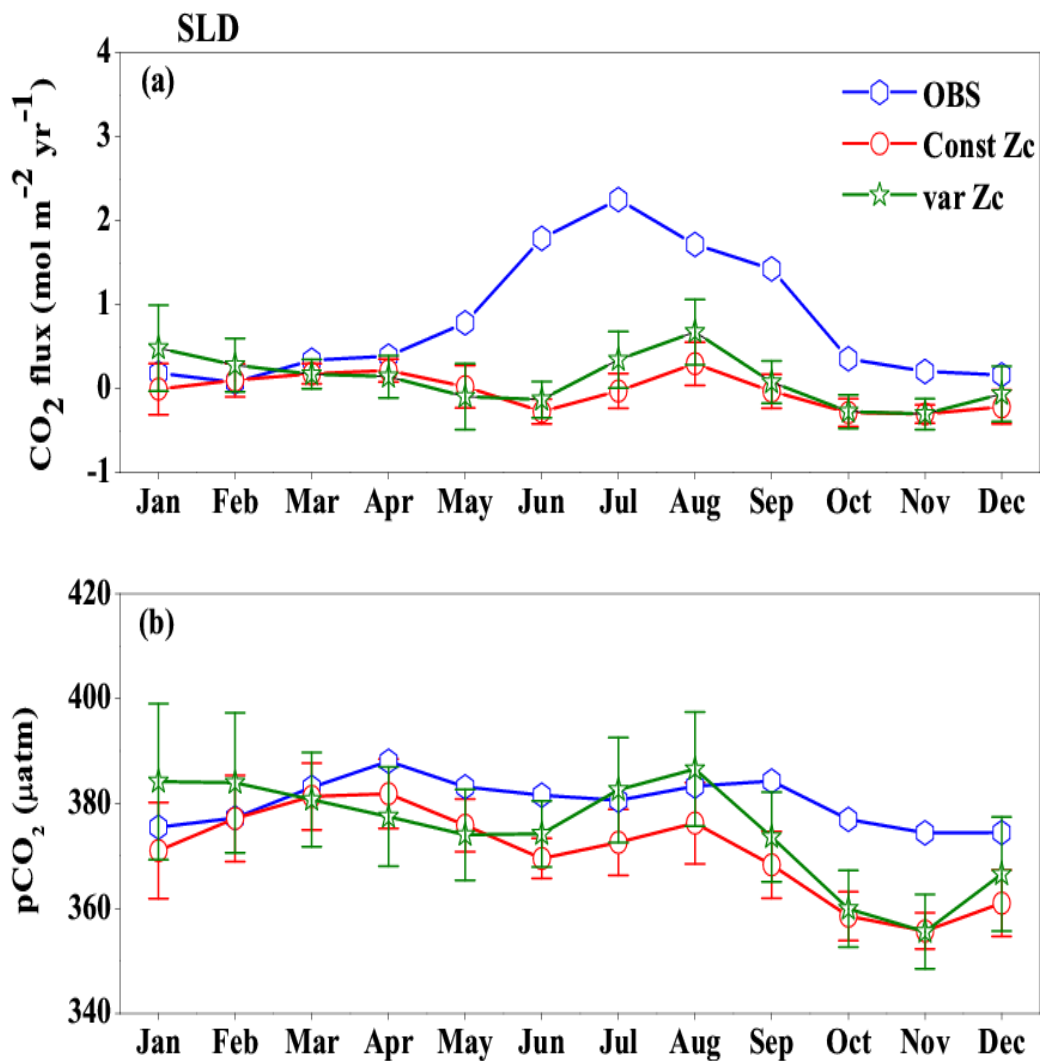 SLD
(a)
CO₂ flux (mol m⁻² yr⁻¹)
4
3
2
1
0
-1
OBS
Const Zc
var Zc
Jan Feb Mar Apr May Jun Jul Aug Sep Oct Nov Dec
(b)
pCO₂ (µatm)
420
400
380
360
340
Jan Feb Mar Apr May Jun Jul Aug Sep Oct Nov Dec